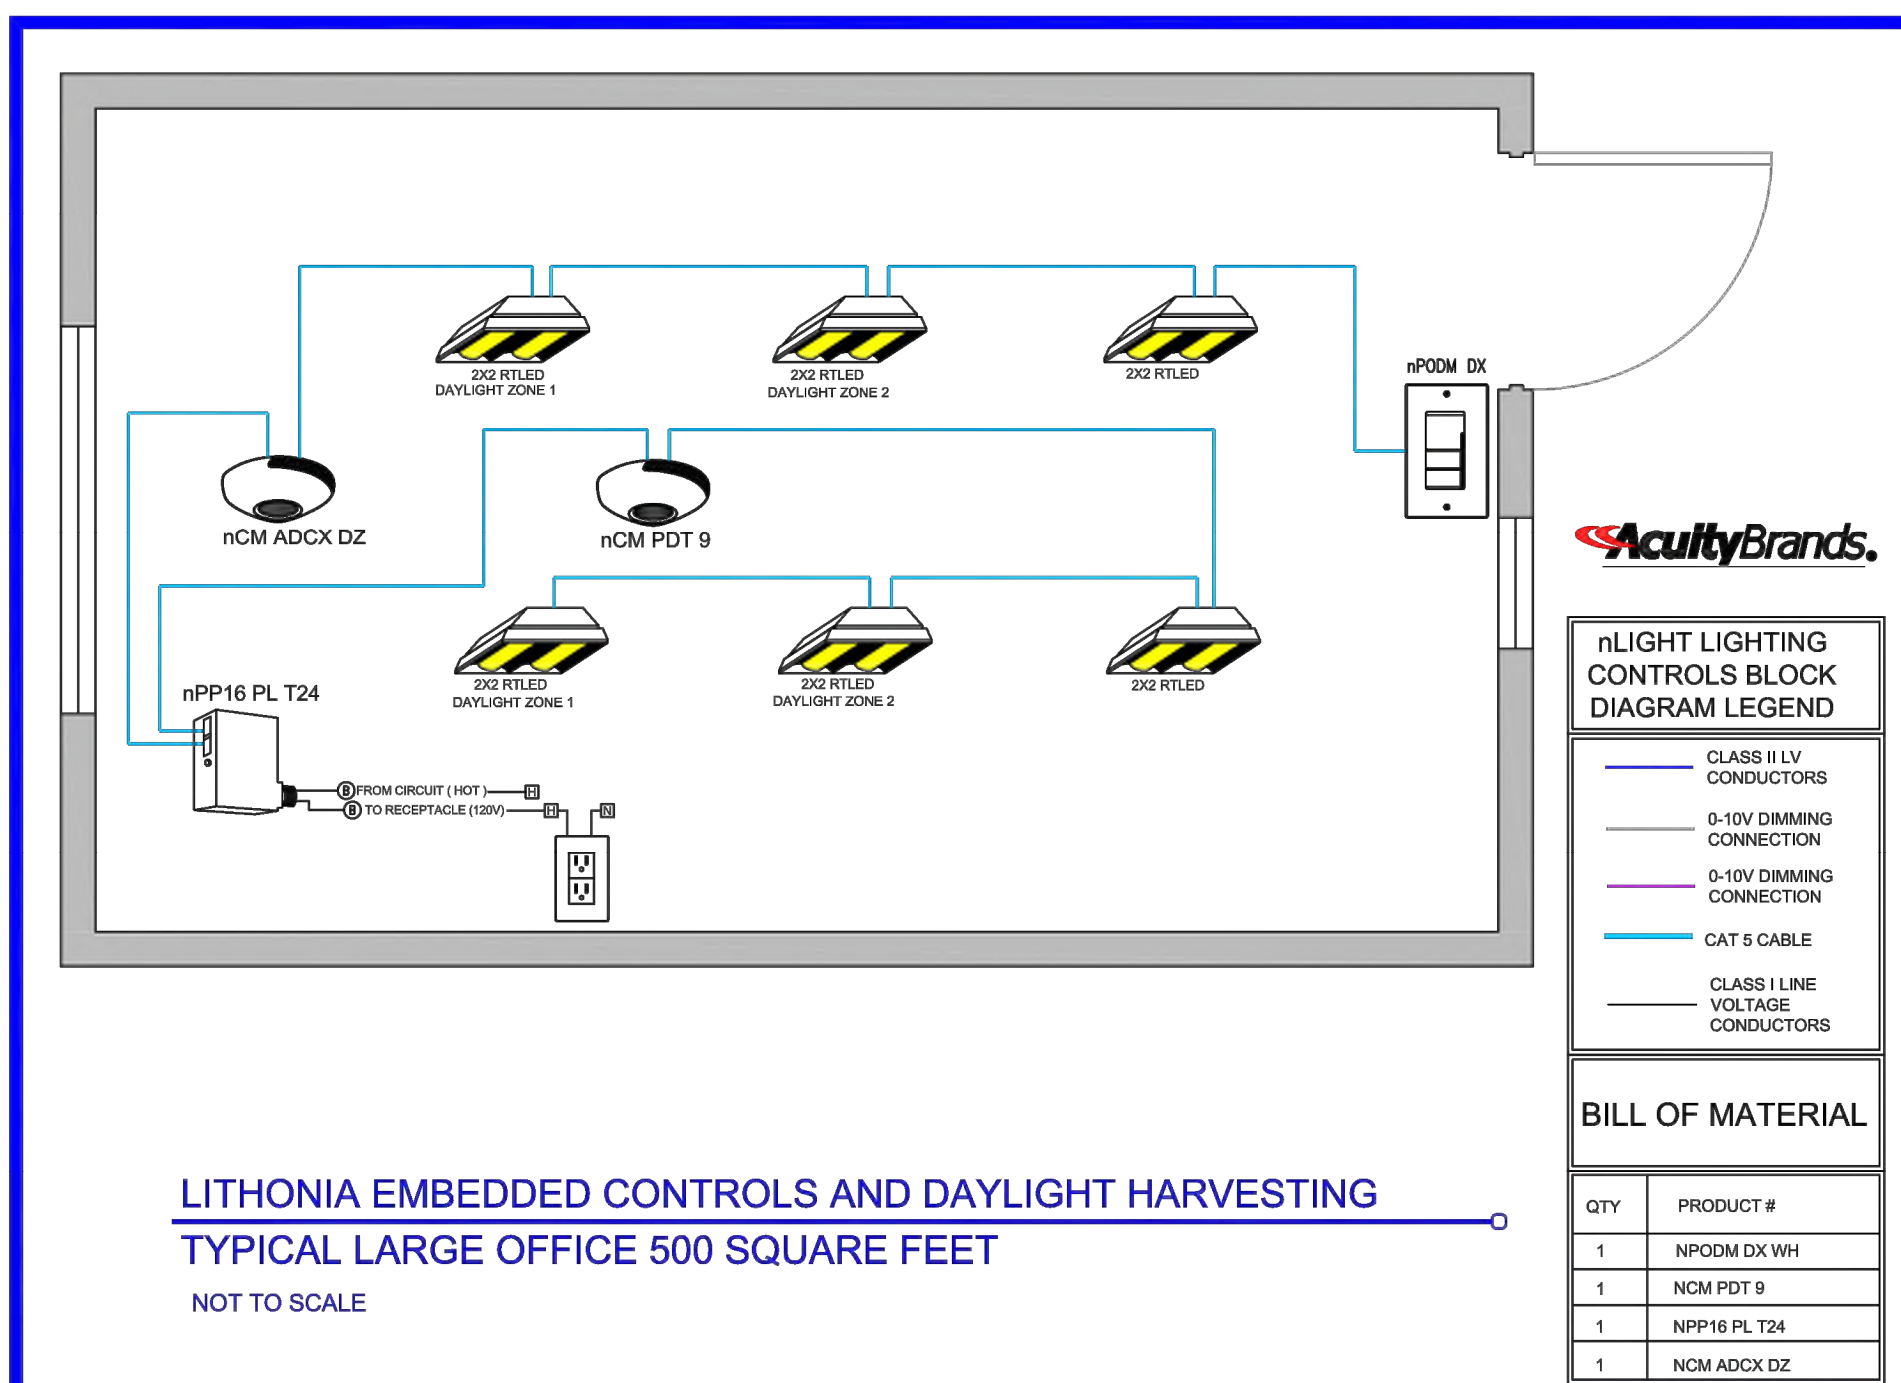 2X2 RTLED
DAYLIGHT ZONE 1
2X2 RTLED
DAYLIGHT ZONE 2
2X2 RTLED
nPODM DX
nCM ADCX DZ
nCM PDT 9
2X2 RTLED
DAYLIGHT ZONE 1
2X2 RTLED
DAYLIGHT ZONE 2
2X2 RTLED
nPP16 PL T24
B FROM CIRCUIT ( HOT ) H
B TO RECEPTACLE (120V) H N
AcuityBrands.
nLIGHT LIGHTING
CONTROLS BLOCK
DIAGRAM LEGEND
CLASS II LV
CONDUCTORS
0-10V DIMMING
CONNECTION
0-10V DIMMING
CONNECTION
CAT 5 CABLE
CLASS I LINE
VOLTAGE
CONDUCTORS
BILL OF MATERIAL
QTY PRODUCT #
1 NPODM DX WH
1 NCM PDT 9
1 NPP16 PL T24
1 NCM ADCX DZ
LITHONIA EMBEDDED CONTROLS AND DAYLIGHT HARVESTING
TYPICAL LARGE OFFICE 500 SQUARE FEET
NOT TO SCALE